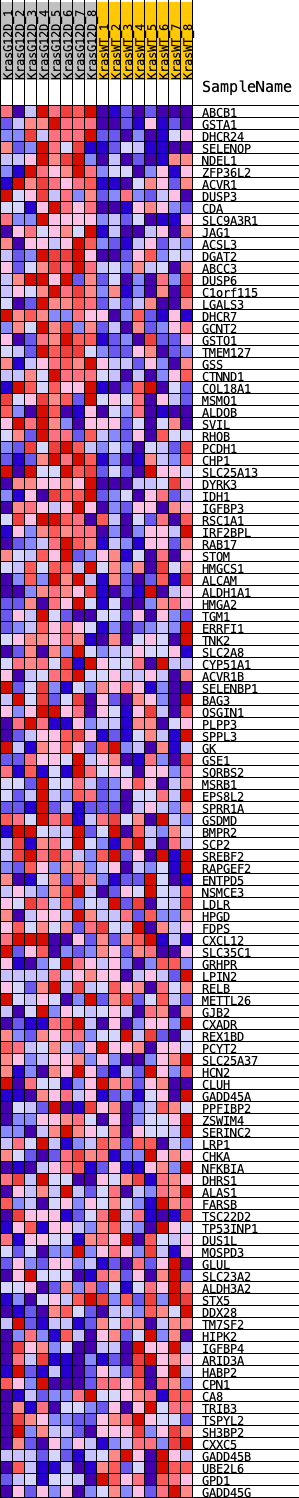 KrasG12D_1
KrasG12D_2
KrasG12D_3
KrasG12D_4
KrasG12D_5
KrasG12D_6
KrasG12D_7
KrasG12D_8
KrasWT_1
KrasWT_2
KrasWT_3
KrasWT_4
KrasWT_5
KrasWT_6
KrasWT_7
KrasWT_8
SampleName
ABCB1
GSTA1
DHCR24
SELENOP
NDEL1
ZFP36L2
ACVR1
DUSP3
CDA
SLC9A3R1
JAG1
ACSL3
DGAT2
ABCC3
DUSP6
C1orf115
LGALS3
DHCR7
GCNT2
GSTO1
TMEM127
GSS
CTNND1
COL18A1
MSMO1
ALDOB
SVIL
RHOB
PCDH1
CHP1
SLC25A13
DYRK3
IDH1
IGFBP3
RSC1A1
IRF2BPL
RAB17
STOM
HMGCS1
ALCAM
ALDH1A1
HMGA2
TGM1
ERRFI1
TNK2
SLC2A8
CYP51A1
ACVR1B
SELENBP1
BAG3
OSGIN1
PLPP3
SPPL3
GK
GSE1
SORBS2
MSRB1
EPS8L2
SPRR1A
GSDMD
BMPR2
SCP2
SREBF2
RAPGEF2
ENTPD5
NSMCE3
LDLR
HPGD
FDPS
CXCL12
SLC35C1
GRHPR
LPIN2
RELB
METTL26
GJB2
CXADR
REX1BD
PCYT2
SLC25A37
HCN2
CLUH
GADD45A
PPFIBP2
ZSWIM4
SERINC2
LRP1
CHKA
NFKBIA
DHRS1
ALAS1
FARSB
TSC22D2
TP53INP1
DUS1L
MOSPD3
GLUL
SLC23A2
ALDH3A2
STX5
DDX28
TM7SF2
HIPK2
IGFBP4
ARID3A
HABP2
CPN1
CA8
TRIB3
TSPYL2
SH3BP2
CXXC5
GADD45B
UBE2L6
GPD1
GADD45G